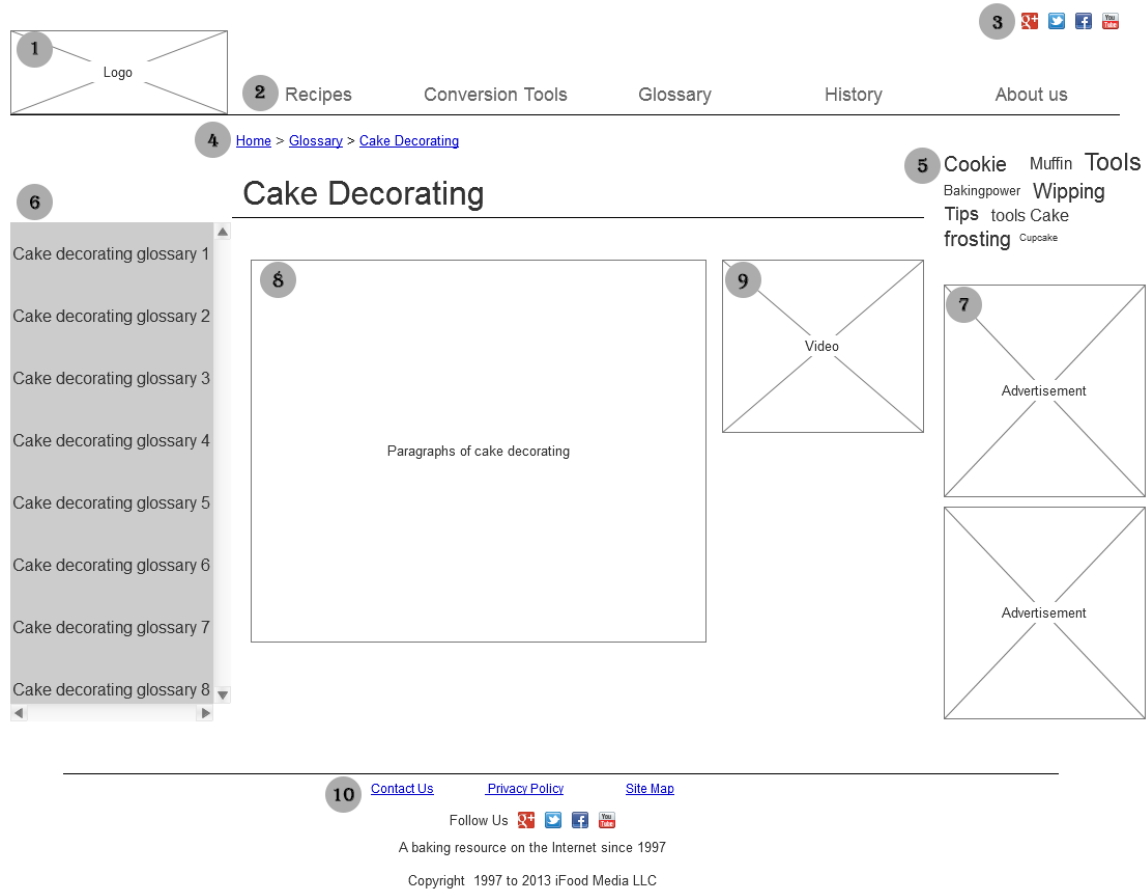 3
You Tube
1
Logo
2 Recipes Conversion Tools Glossary History About us
4 Home > Glossary > Cake Decorating
5 Cookie Muffin Tools
Bakingpower Wipping
Tips tools Cake
frosting Cupcake
6
Cake Decorating
Cake decorating glossary 1
Cake decorating glossary 2
Cake decorating glossary 3
Cake decorating glossary 4
Cake decorating glossary 5
Cake decorating glossary 6
Cake decorating glossary 7
Cake decorating glossary 8
8
Paragraphs of cake decorating
9
Video
7
Advertisement
Advertisement
10 Contact Us Privacy Policy Site Map
Follow Us You Tube
A baking resource on the Internet since 1997
Copyright 1997 to 2013 iFood Media LLC